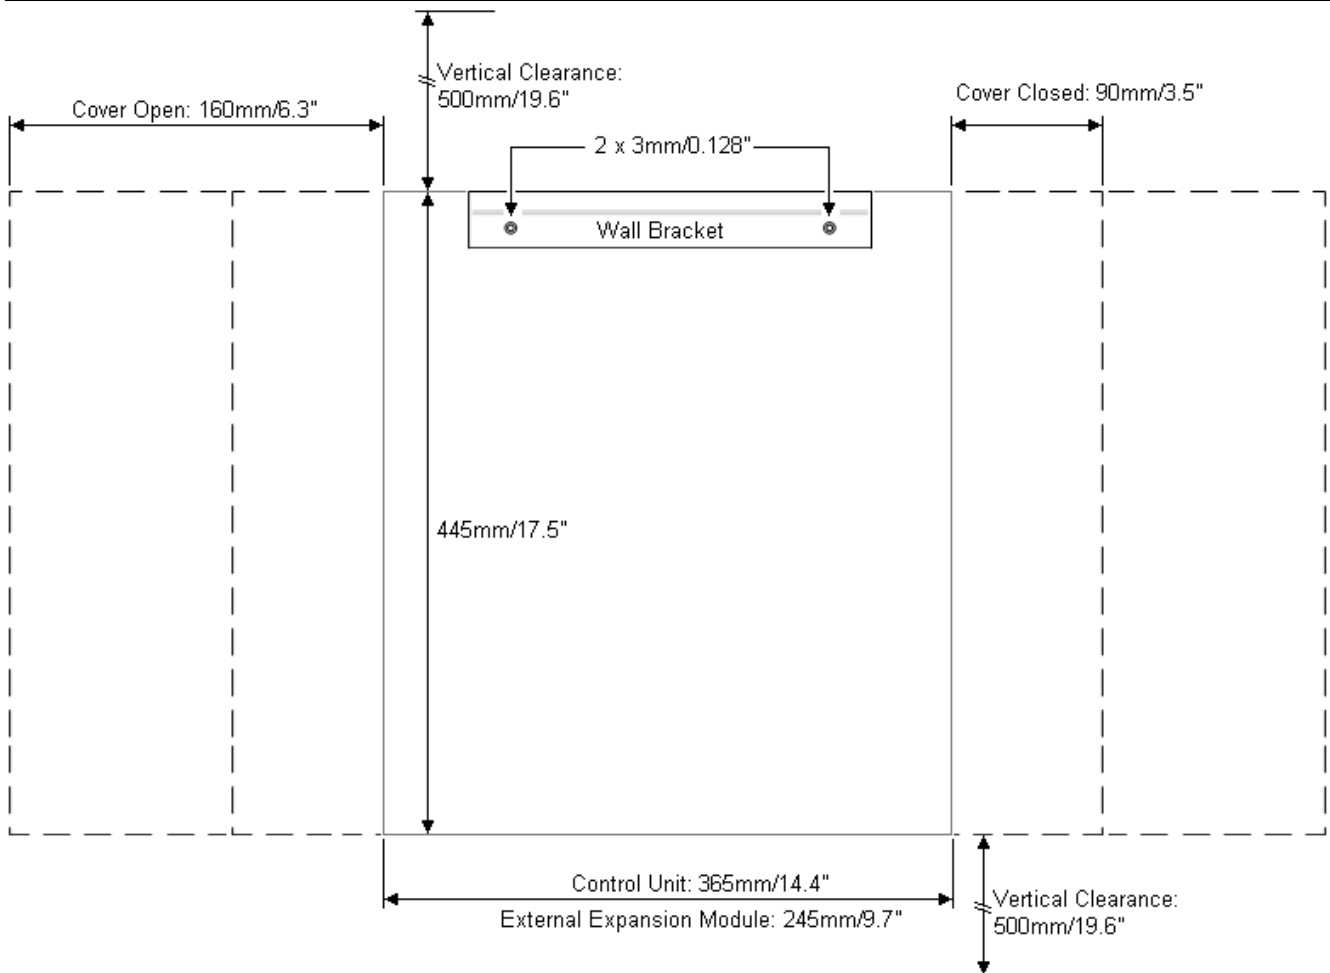 Vertical Clearance:
500mm/19.6"
Cover Open: 160mm/6.3"
Cover Closed: 90mm/3.5"
2 x 3mm/0.128"
Wall Bracket
445mm/17.5"
Control Unit: 365mm/14.4"
External Expansion Module: 245mm/9.7"
Vertical Clearance:
500mm/19.6"